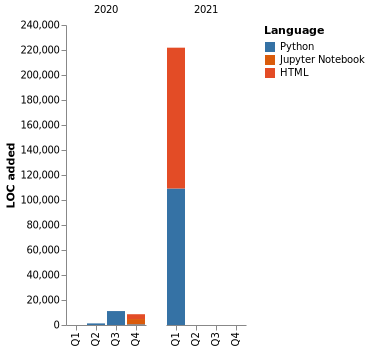 2020
2021
Language
Python
Jupyter Notebook
HTML
LOC added
240,000
220,000
200,000
180,000
160,000
140,000
120,000
100,000
80,000
60,000
40,000
20,000
0
Q1
Q2
Q3
Q4
Q1
Q2
Q3
Q4